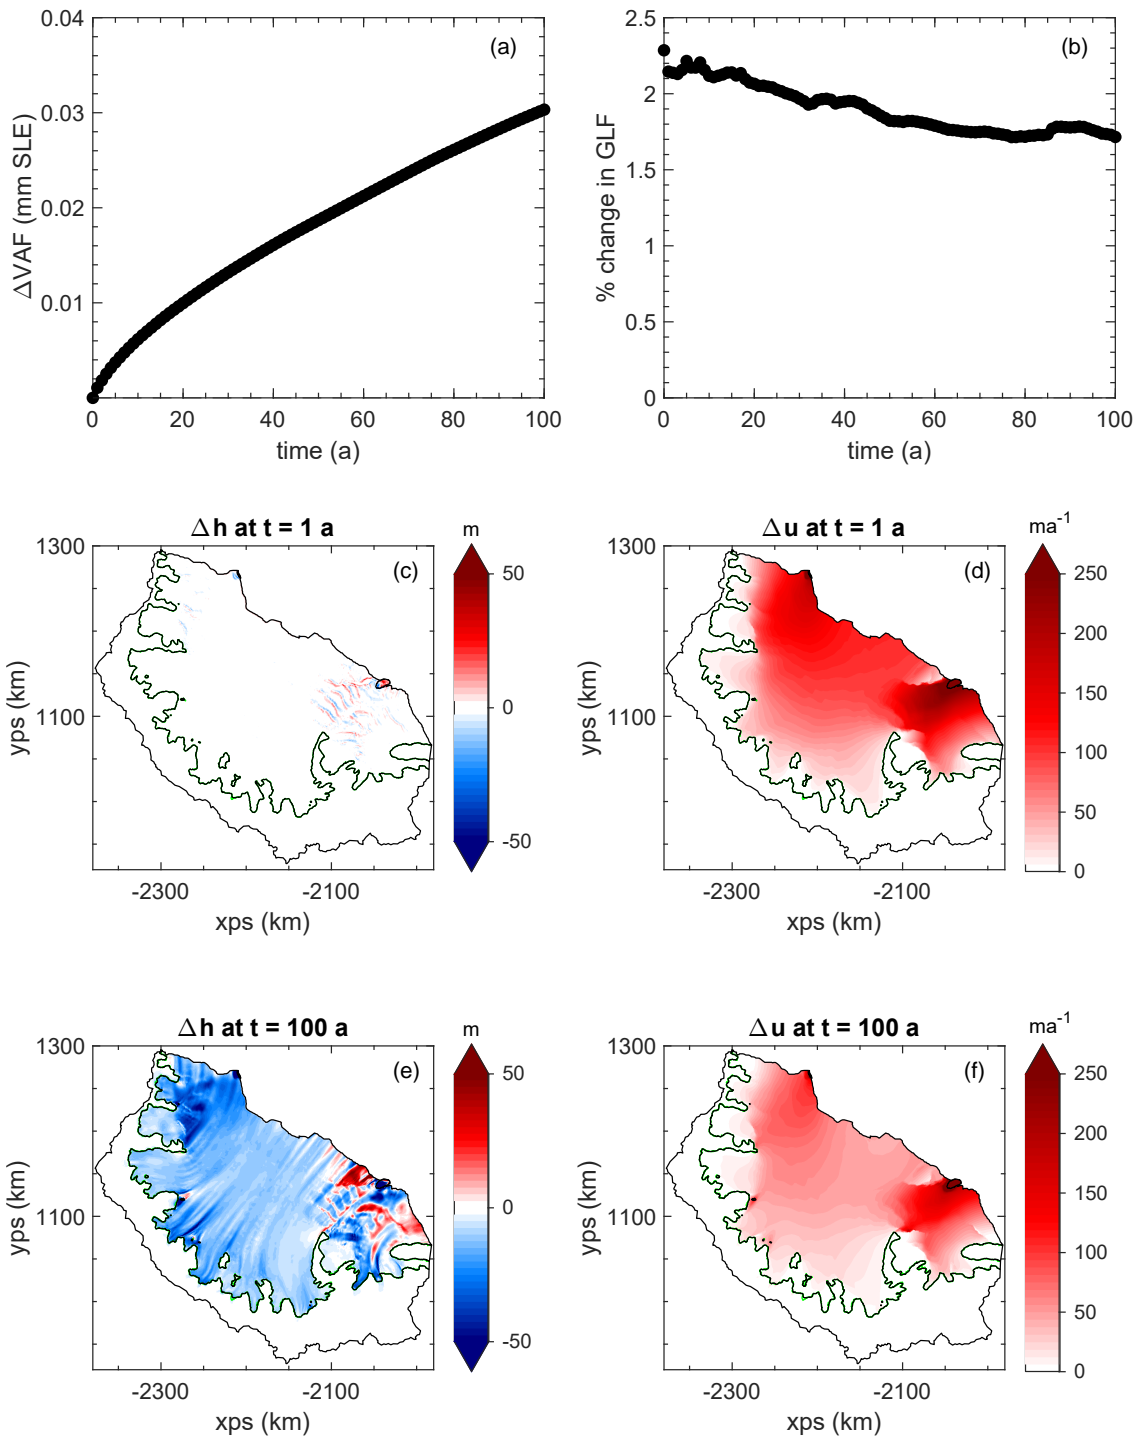 (a)
ΔVAF (mm SLE)
0.04
0.03
0.02
0.01
0 20 40 60 80 100
time (a)
(b)
% change in GLF
2.5
2
1.5
1
0.5
0
0 20 40 60 80 100
time (a)
Δh at t = 1 a
(c)
yps (km)
1300
1100
-2300 -2100
xps (km)
m
50
0
-50
Δu at t = 1 a
(d)
yps (km)
1300
1100
-2300 -2100
xps (km)
ma⁻¹
250
200
150
100
50
0
Δh at t = 100 a
(e)
yps (km)
1300
1100
-2300 -2100
xps (km)
m
50
0
-50
Δu at t = 100 a
(f)
yps (km)
1300
1100
-2300 -2100
xps (km)
ma⁻¹
250
200
150
100
50
0